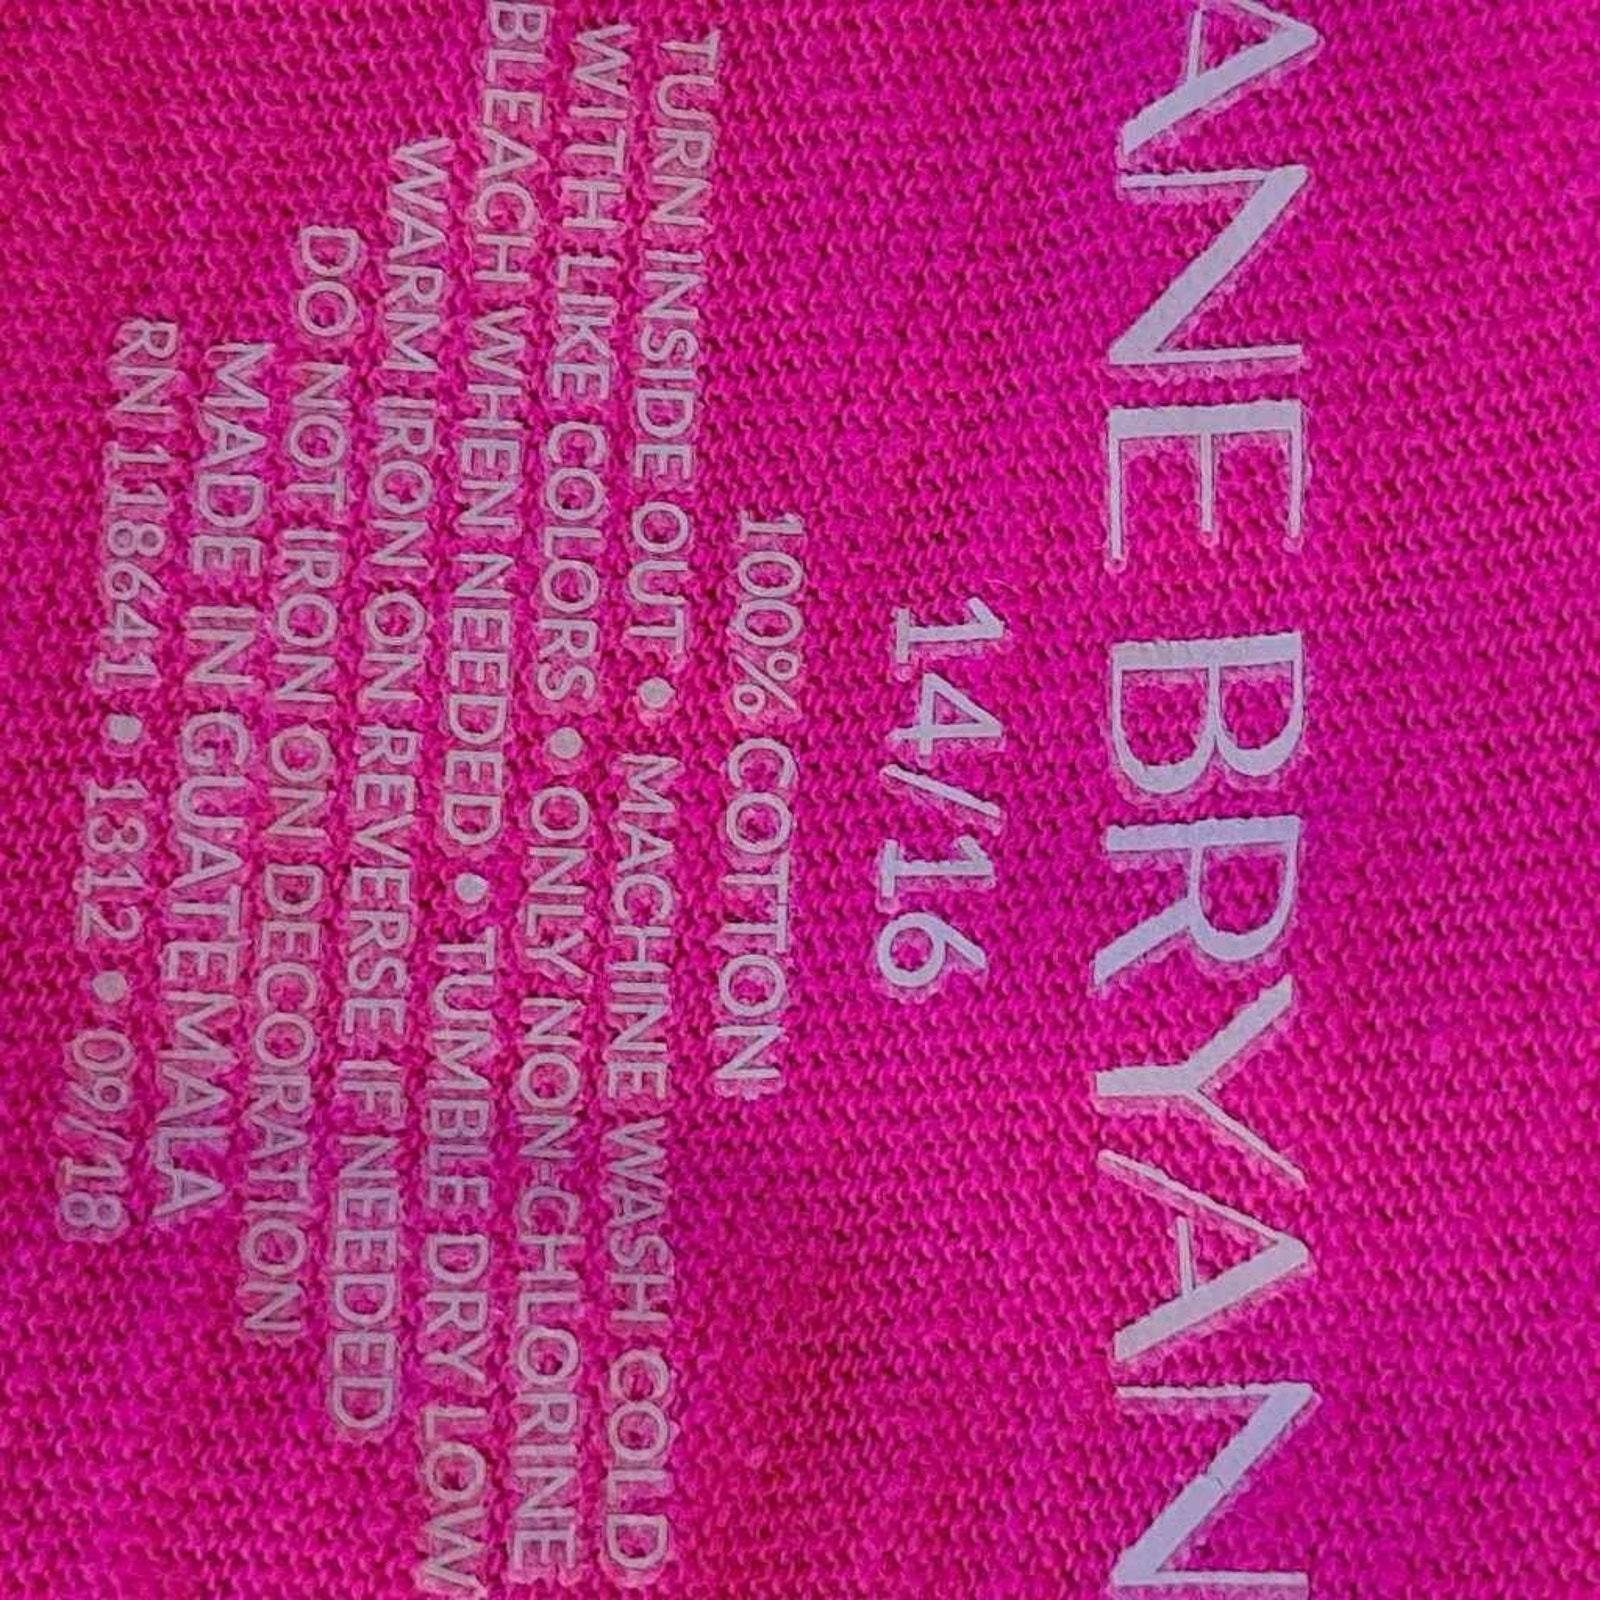 ANE BRYAN
14/16
100% COTTON
TURN INSIDE OUT • MACHINE WASH COLD
WITH LIKE COLORS • ONLY NON-CHLORINE
BLEACH WHEN NEEDED • TUMBLE DRY LOW
WARM IRON ON REVERSE IF NEEDED
DO NOT IRON ON DECORATION
MADE IN GUATEMALA
RN 118641 • 1312 • 09/18